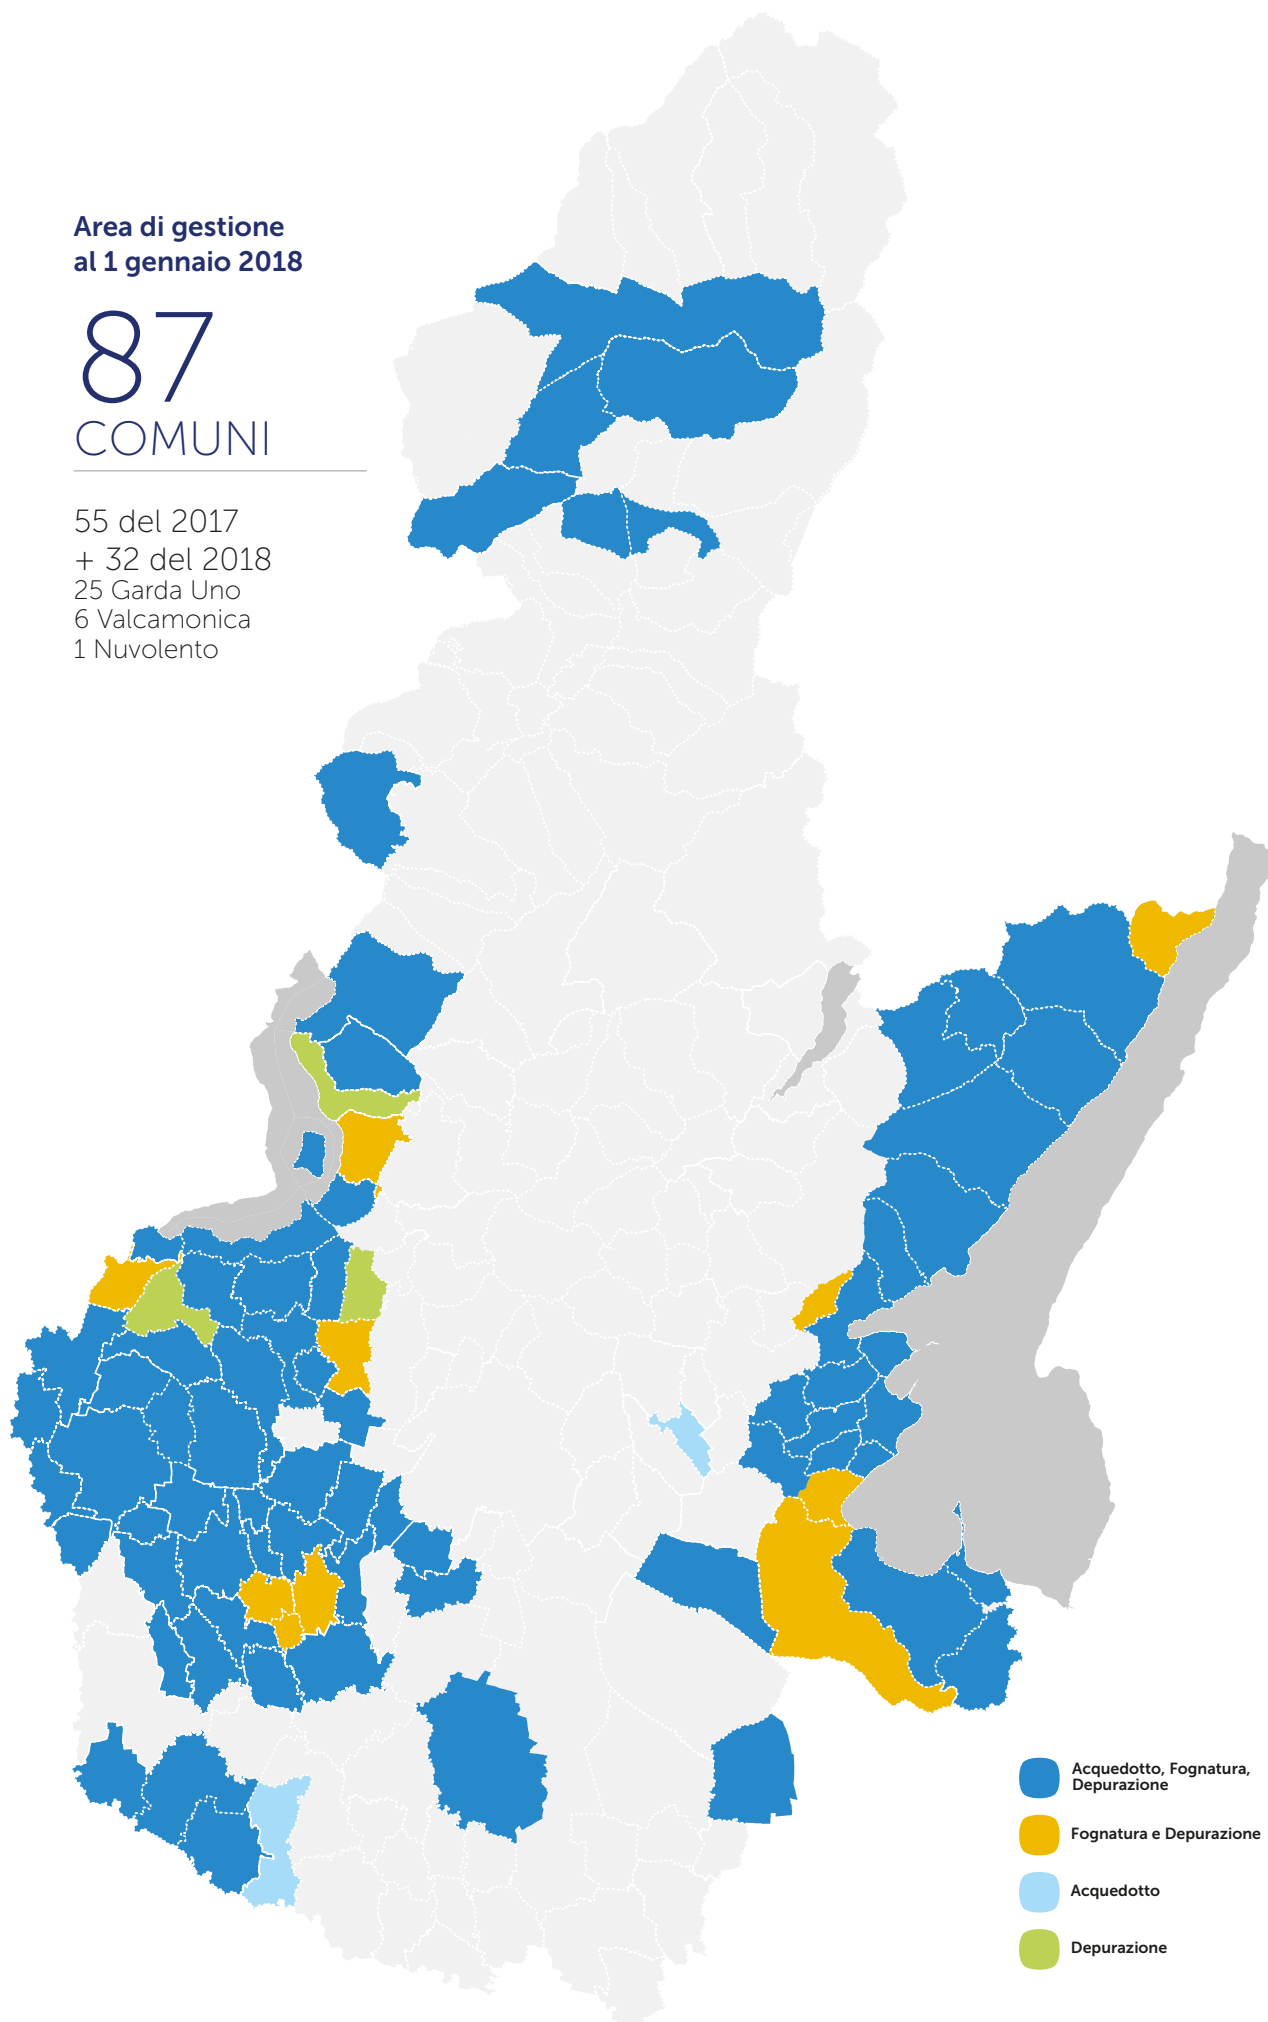 Area di gestione
al 1 gennaio 2018
87
COMUNI
55 del 2017
+ 32 del 2018
25 Garda Uno
6 Valcamonica
1 Nuvolento
Acquedotto, Fognatura,
Depurazione
Fognatura e Depurazione
Acquedotto
Depurazione